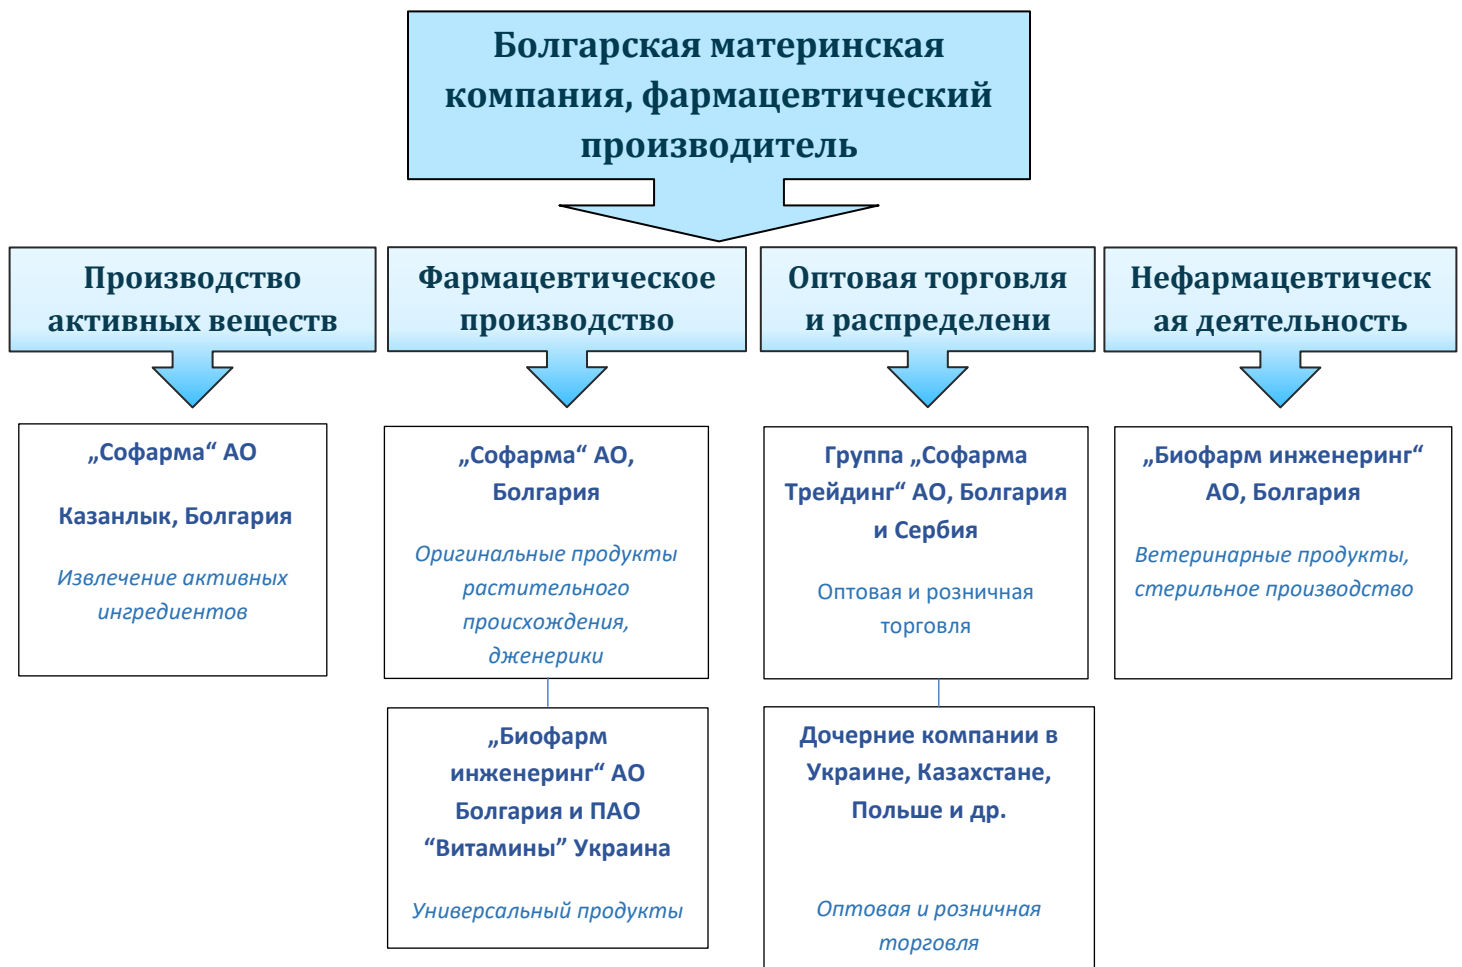 Болгарская материнская
компания, фармацевтический
производитель
Производство
активных веществ
Фармацевтическое
производство
Оптовая торговля
и распределени
Нефармацевтическ
ая деятельность
„Софарма“ АО
Казанлык, Болгария
Извлечение активных
ингредиентов
„Софарма“ АО,
Болгария
Оригинальные продукты
растительного
происхождения,
дженерики
„Биофарм
инженеринг“ АО
Болгария и ПАО
“Витамины” Украина
Универсальный продукты
Группа „Софарма
Трейдинг“ АО, Болгария
и Сербия
Оптовая и розничная
торговля
Дочерние компании в
Украине, Казахстане,
Польше и др.
Оптовая и розничная
торговля
„Биофарм инженеринг“
АО, Болгария
Ветеринарные продукты,
стерильное производство